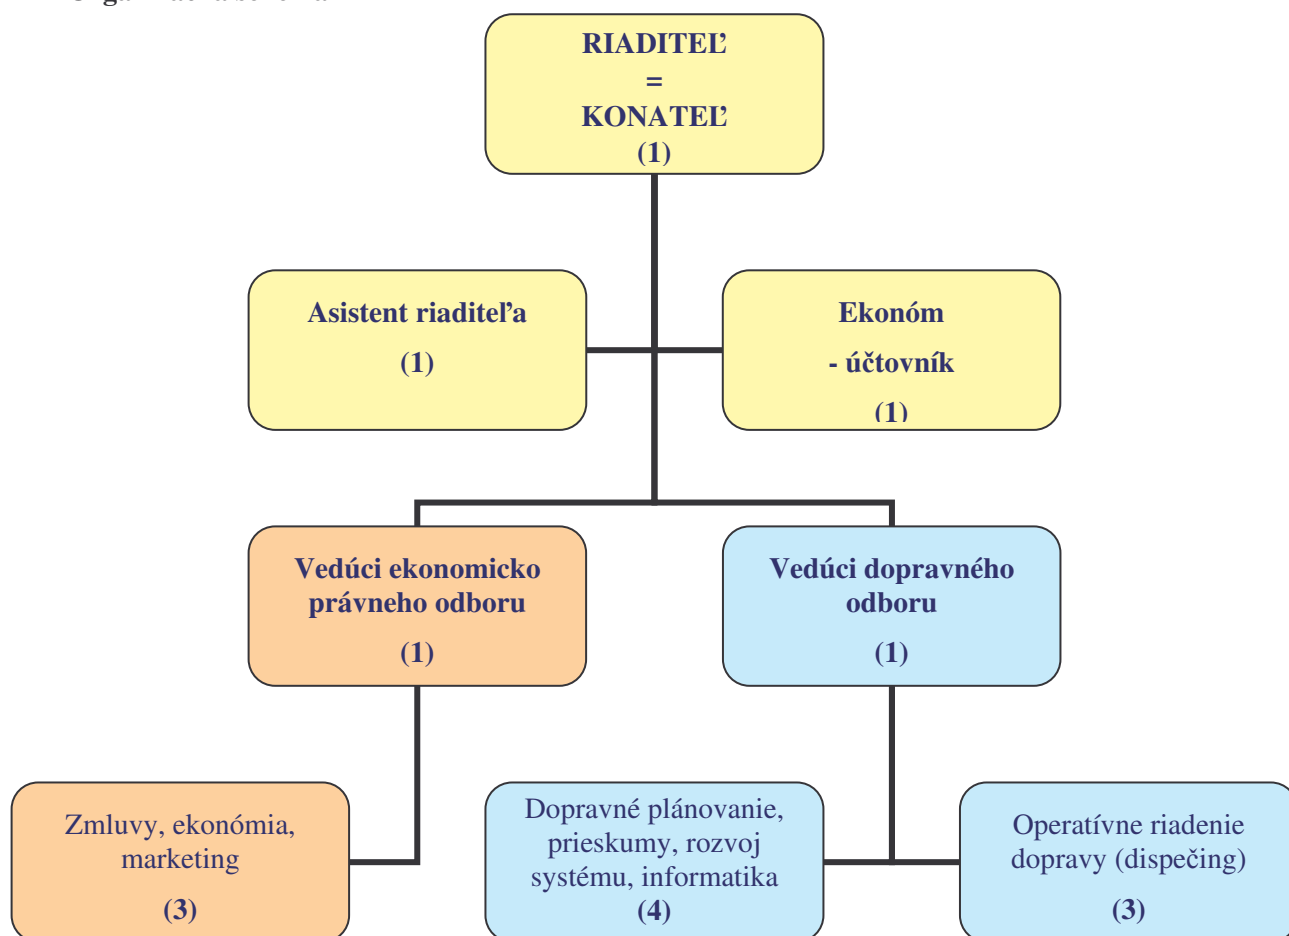 RIADITEĽ
=
KONATEĽ
(1)
Asistent riaditeľa
(1)
Ekonóm
- účtovník
(1)
Vedúci ekonomicko
právneho odboru
(1)
Vedúci dopravného
odboru
(1)
Zmluvy, ekonómia,
marketing
(3)
Dopravné plánovanie,
prieskumy, rozvoj
systému, informatika
(4)
Operatívne riadenie
dopravy (dispečing)
(3)